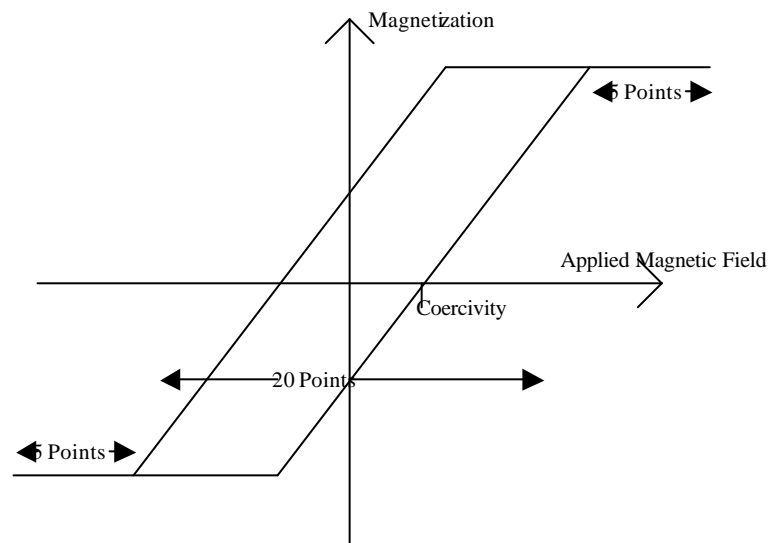 Magnetization
5 Points
Applied Magnetic Field
Coercivity
20 Points
5 Points